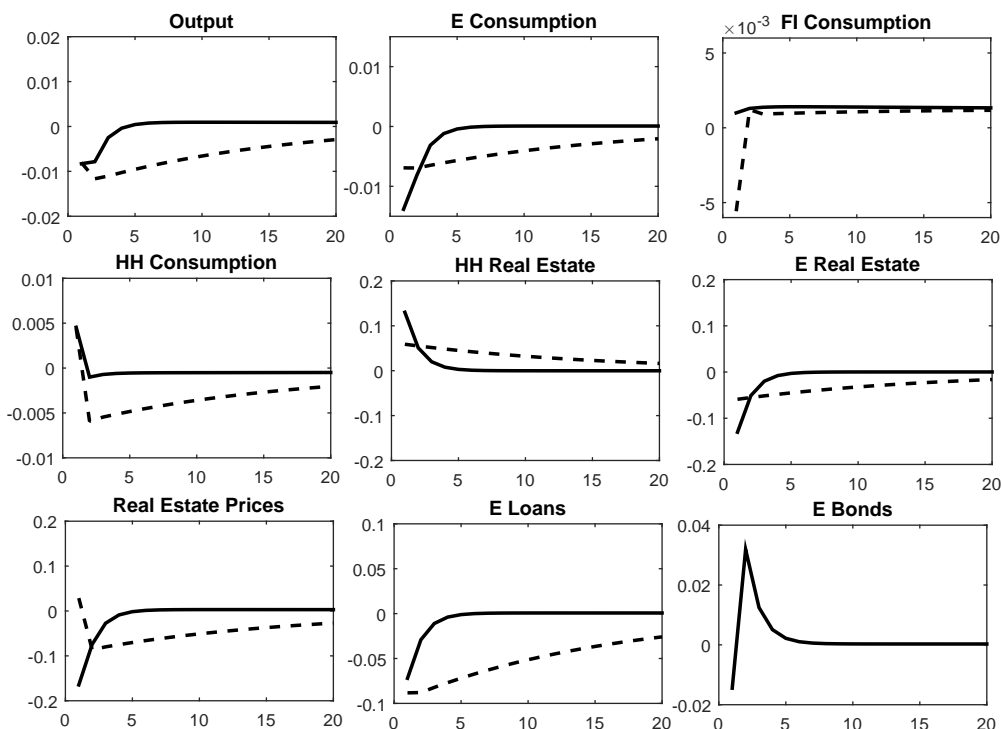 Output
0.02
0.01
0
-0.01
-0.02
0 5 10 15 20
E Consumption
0.01
0
-0.01
0 5 10 15 20
×10⁻³ FI Consumption
5
0
-5
0 5 10 15 20
HH Consumption
0.01
0.005
0
-0.005
-0.01
0 5 10 15 20
HH Real Estate
0.2
0.1
0
-0.1
-0.2
0 5 10 15 20
E Real Estate
0.2
0.1
0
-0.1
-0.2
0 5 10 15 20
Real Estate Prices
0.2
0.1
0
-0.1
-0.2
0 5 10 15 20
E Loans
0.1
0.05
0
-0.05
-0.1
0 5 10 15 20
E Bonds
0.04
0.02
0
-0.02
0 5 10 15 20